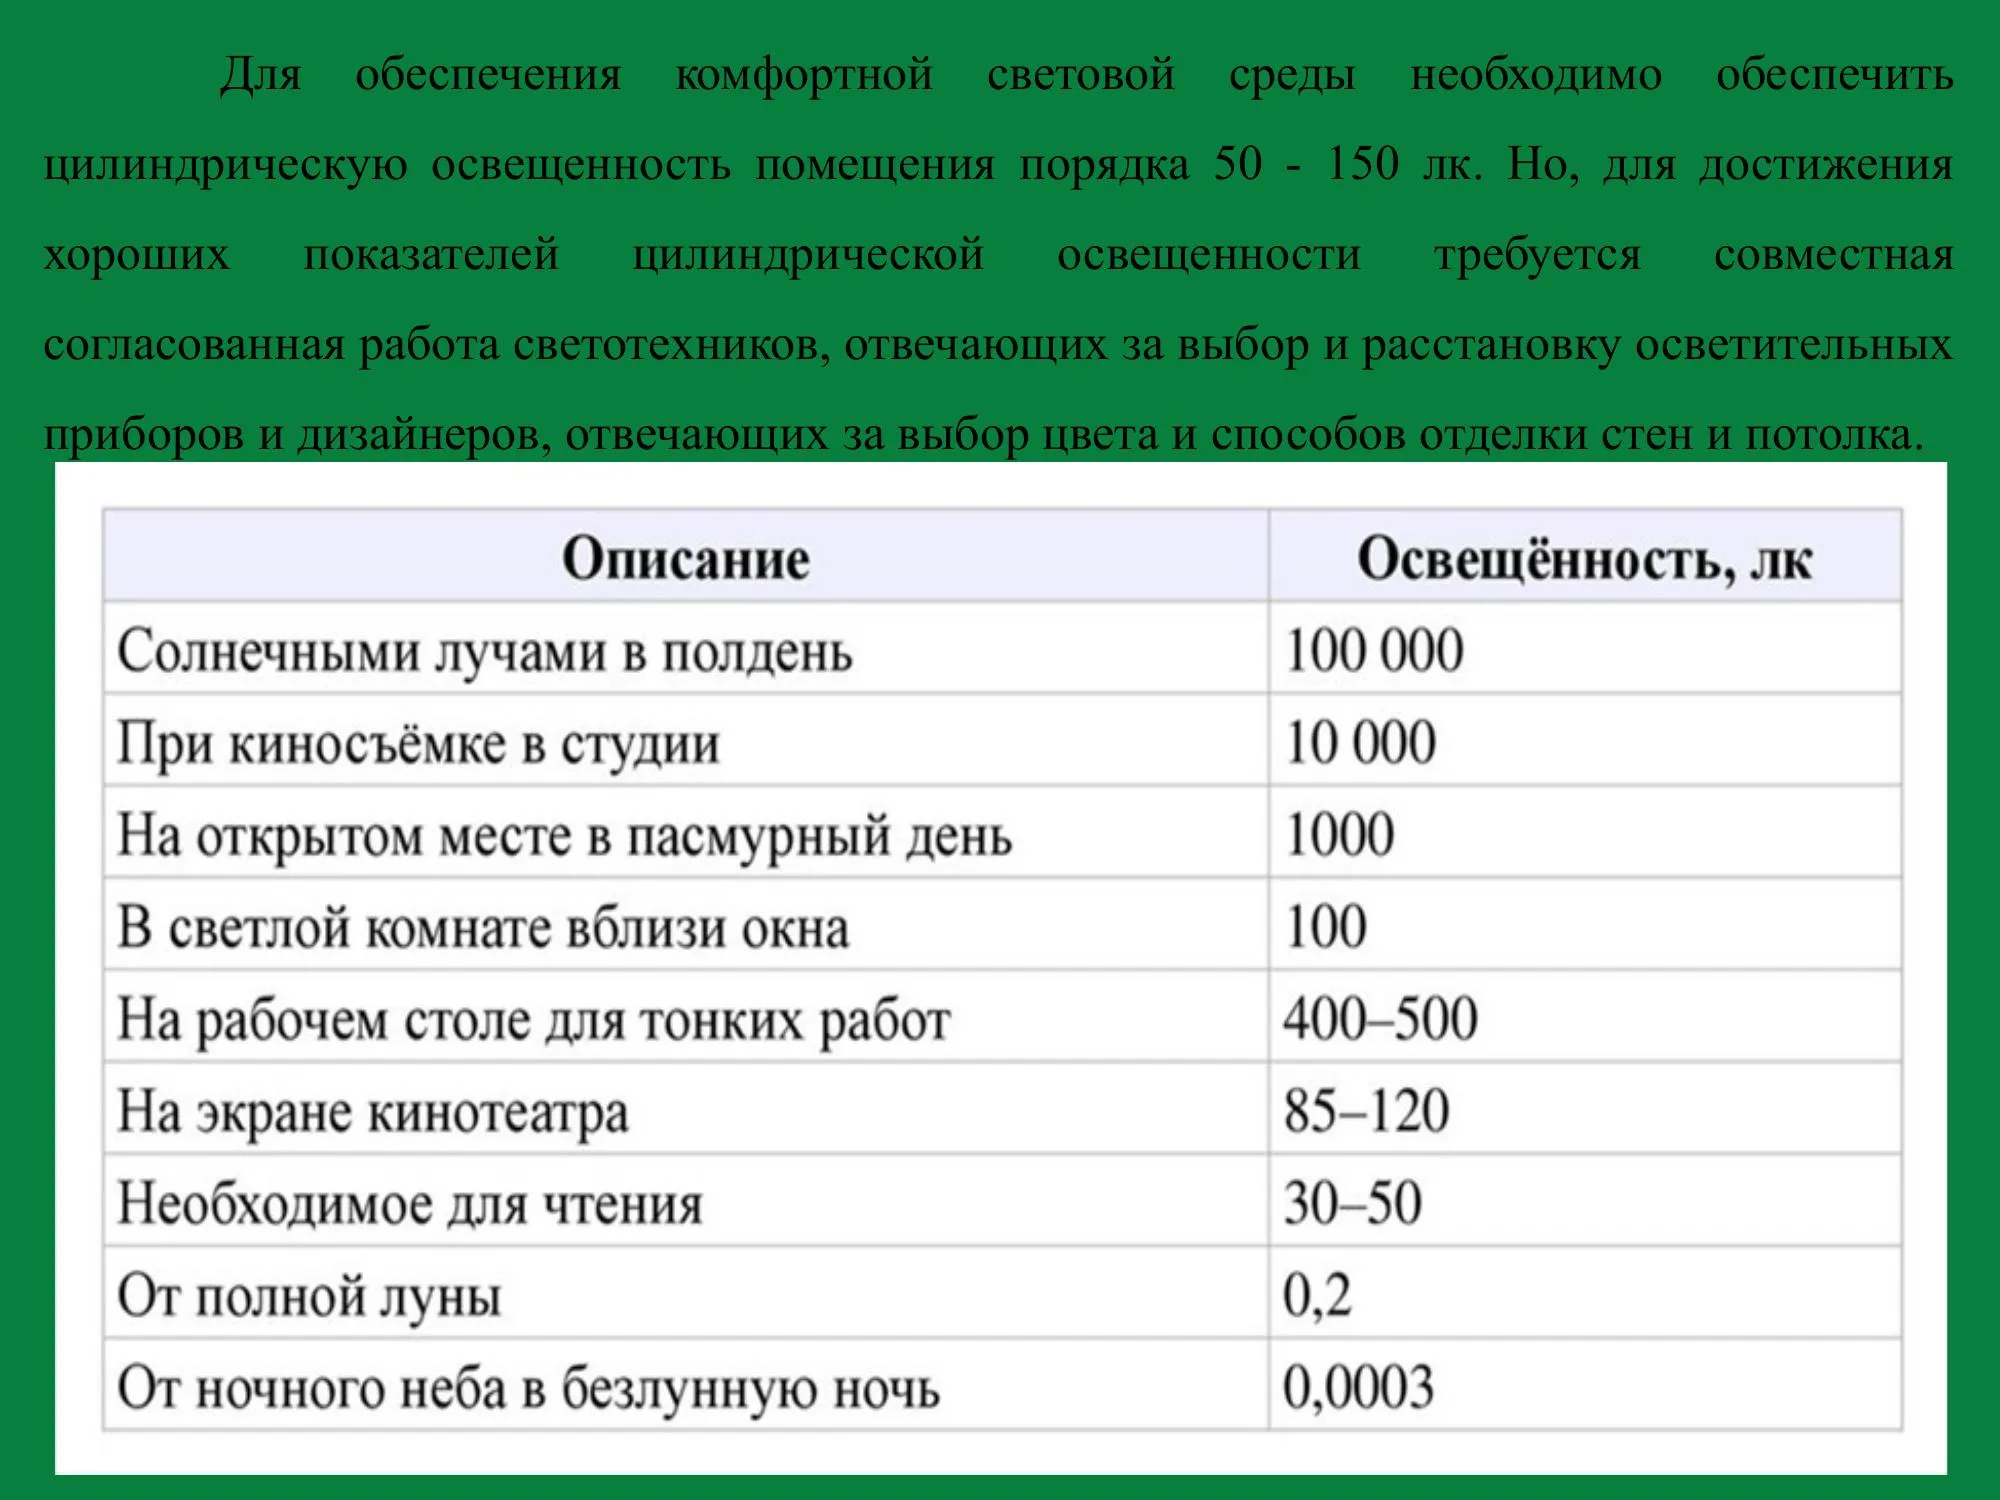 Для обеспечения комфортной световой среды необходимо обеспечить
цилиндрическую освещенность помещения порядка 50 - 150 лк. Но, для достижения
хороших показателей цилиндрической освещенности требуется совместная
согласованная работа светотехников, отвечающих за выбор и расстановку осветительных
приборов и дизайнеров, отвечающих за выбор цвета и способов отделки стен и потолка.
Описание Освещённость, лк
Солнечными лучами в полдень 100 000
При киносъёмке в студии 10 000
На открытом месте в пасмурный день 1000
В светлой комнате вблизи окна 100
На рабочем столе для тонких работ 400–500
На экране кинотеатра 85–120
Необходимое для чтения 30–50
От полной луны 0,2
От ночного неба в безлунную ночь 0,0003